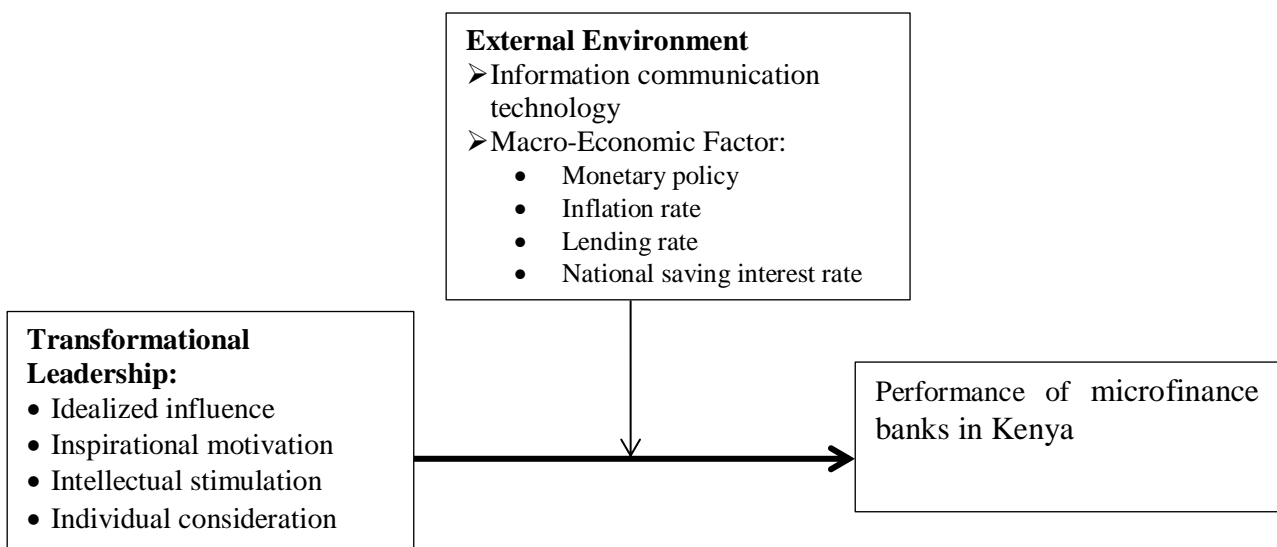 External Environment
➢Information communication
technology
➢Macro-Economic Factor:
• Monetary policy
• Inflation rate
• Lending rate
• National saving interest rate
Transformational
Leadership:
• Idealized influence
• Inspirational motivation
• Intellectual stimulation
• Individual consideration
Performance of microfinance
banks in Kenya